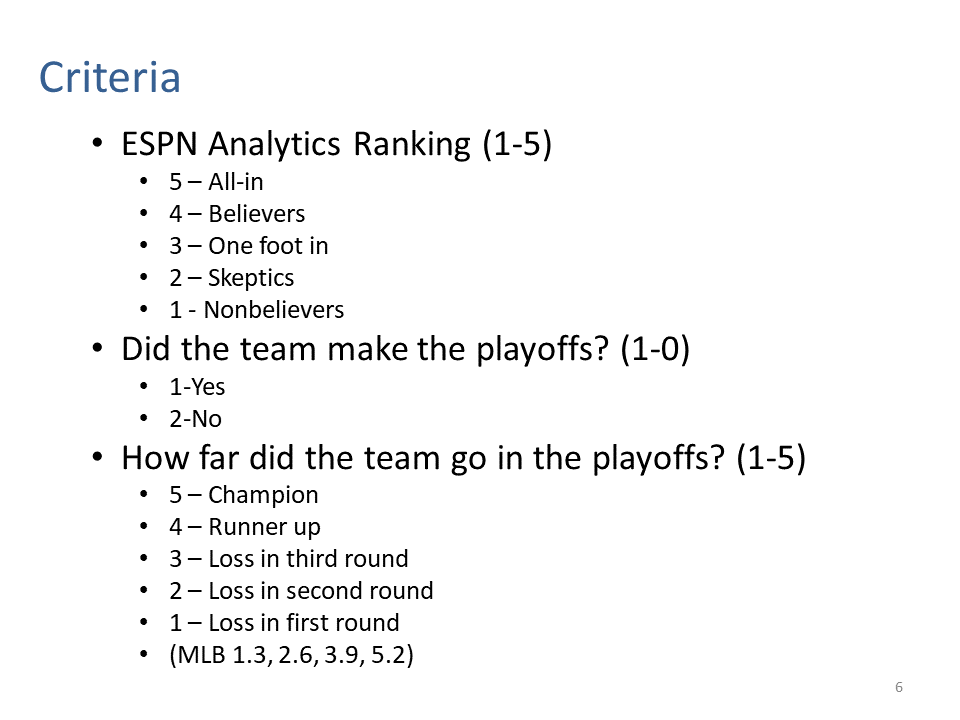 Criteria
• ESPN Analytics Ranking (1-5)
• 5 – All-in
• 4 – Believers
• 3 – One foot in
• 2 – Skeptics
• 1 - Nonbelievers
• Did the team make the playoffs? (1-0)
• 1-Yes
• 2-No
• How far did the team go in the playoffs? (1-5)
• 5 – Champion
• 4 – Runner up
• 3 – Loss in third round
• 2 – Loss in second round
• 1 – Loss in first round
• (MLB 1.3, 2.6, 3.9, 5.2)
6